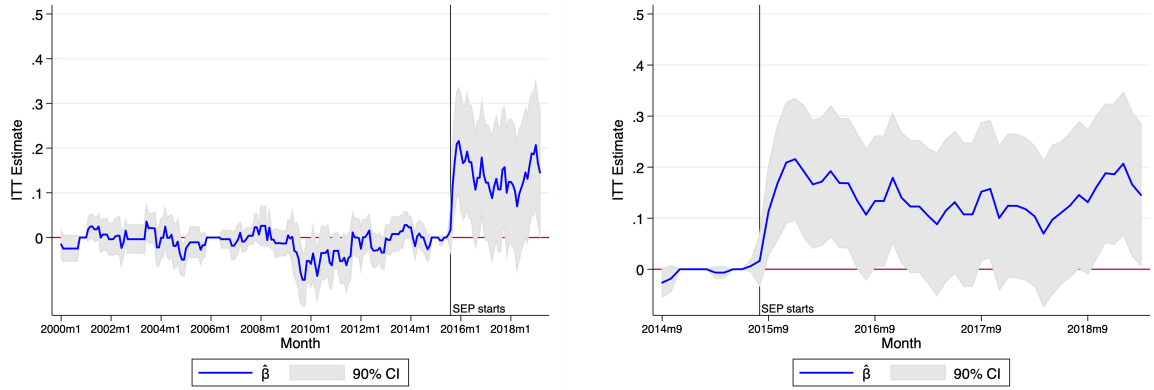 .5
.4
.3
.2
.1
0
ITT Estimate
SEP starts
2000m1 2002m1 2004m1 2006m1 2008m1 2010m1 2012m1 2014m1 2016m1 2018m1
Month
β̂ 90% CI
.5
.4
.3
.2
.1
0
ITT Estimate
SEP starts
2014m9 2015m9 2016m9 2017m9 2018m9
Month
β̂ 90% CI